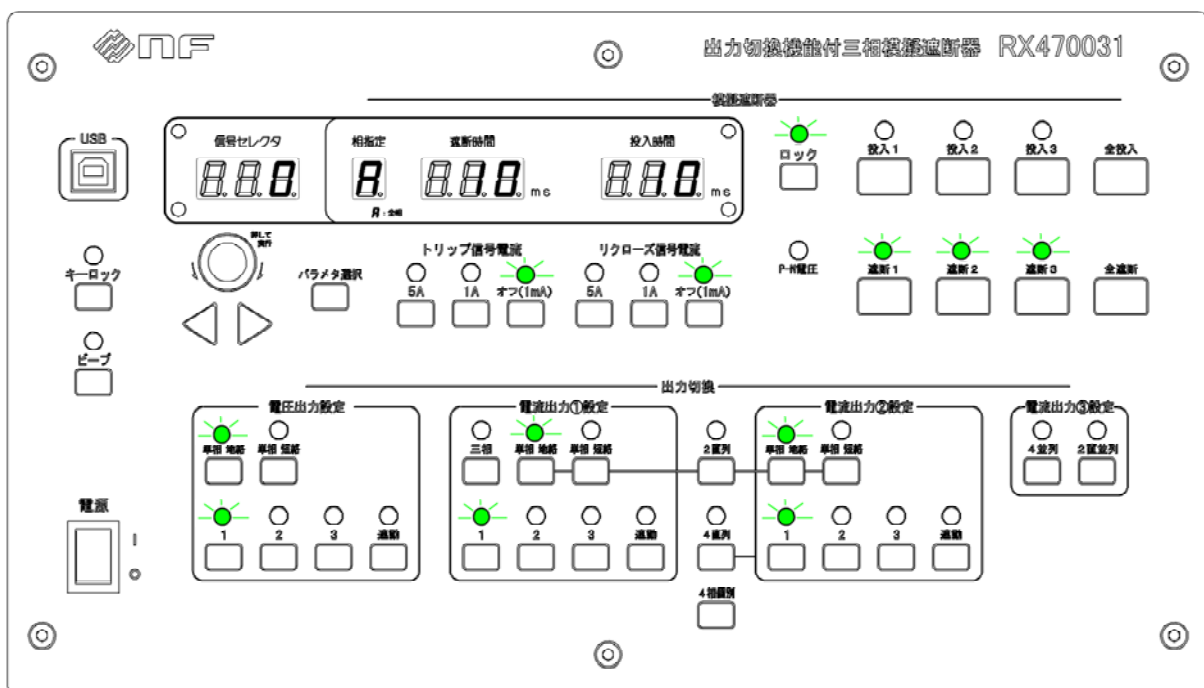 nF
出力切換機能付三相模擬遮断器 RX470031
模擬遮断器
USB
信号セレクタ
相指定
遮断時間
投入時間
0
A
10 ms
10 ms
A：全相
ロック
投入1
投入2
投入3
全投入
押して
実行
キーロック
パラメタ選択
トリップ信号電流
5A
1A
オフ(1mA)
リクローズ信号電流
5A
1A
オフ(1mA)
P-N電圧
遮断1
遮断2
遮断3
全遮断
ビープ
出力切換
電圧出力設定
単相 地絡
単相 短絡
1
2
3
連動
電流出力①設定
三相
単相 地絡
単相 短絡
1
2
3
連動
2直列
4直列
4相個別
電流出力②設定
単相 地絡
単相 短絡
1
2
3
連動
電流出力③設定
4並列
2直並列
電源